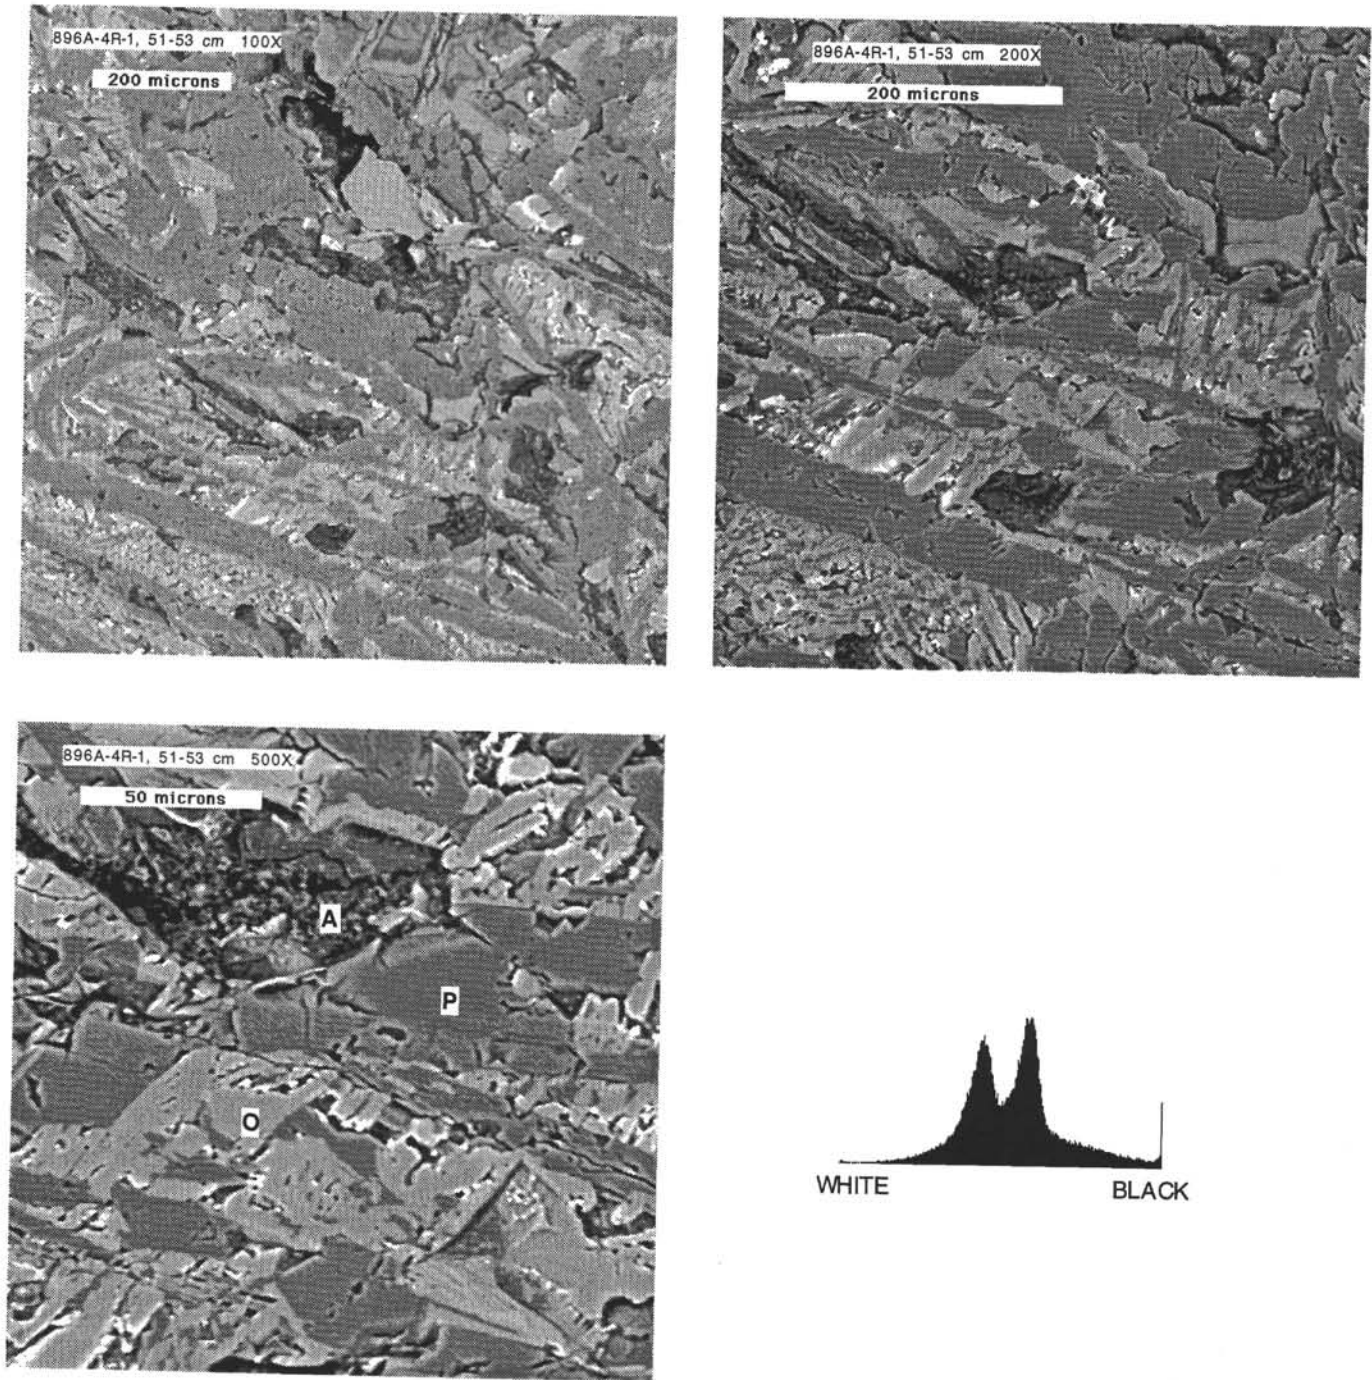 896A-4R-1, 51-53 cm 100X
200 microns
896A-4R-1, 51-53 cm 200X
200 microns
896A-4R-1, 51-53 cm 500X
50 microns
A
P
O
WHITE BLACK